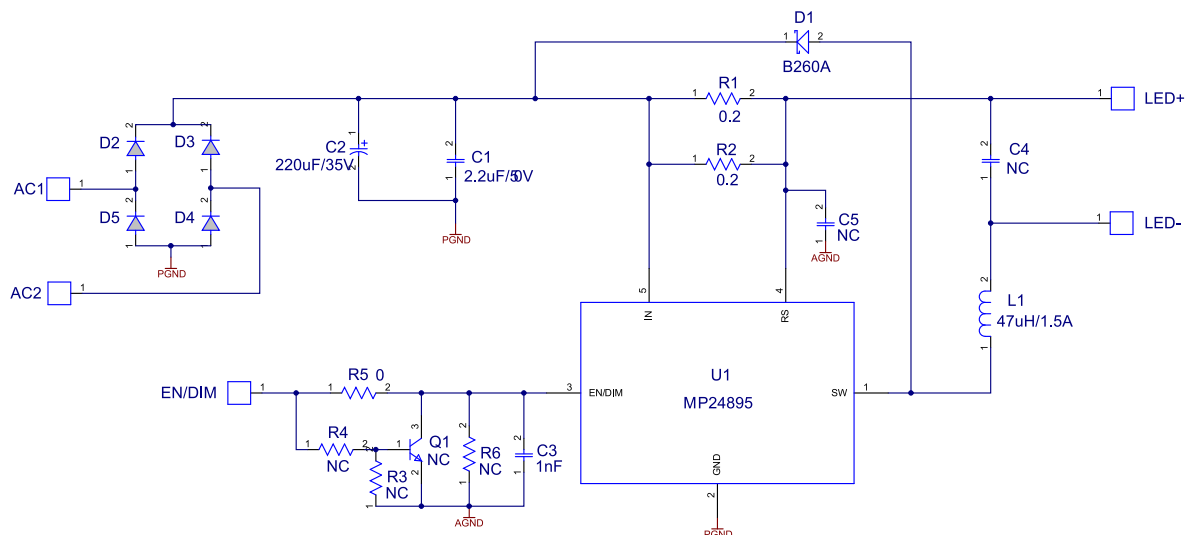 D1
1 2
B260A
R1
1 2
0.2
1 LED+
D2 D3
2 2
1 1
C2
220uF/35V
1 +
2
C1
2.2uF/50V
2
1
R2
1 2
0.2
C4
NC
2
1
AC1 1
D5 D4
2 2
1 1
PGND
PGND
C5
NC
2
1
AGND
1 LED-
AC2 1
5 4
IN RS
L1
47uH/1.5A
2
1
U1
MP24895
EN/DIM 1
R5 0
1 2
3 EN/DIM
SW 1
R4
1 2
NC
Q1
NC
3
1
2
R3
NC
1
R6
NC
2
1
C3
1nF
2
1
AGND
GND
2
PGND